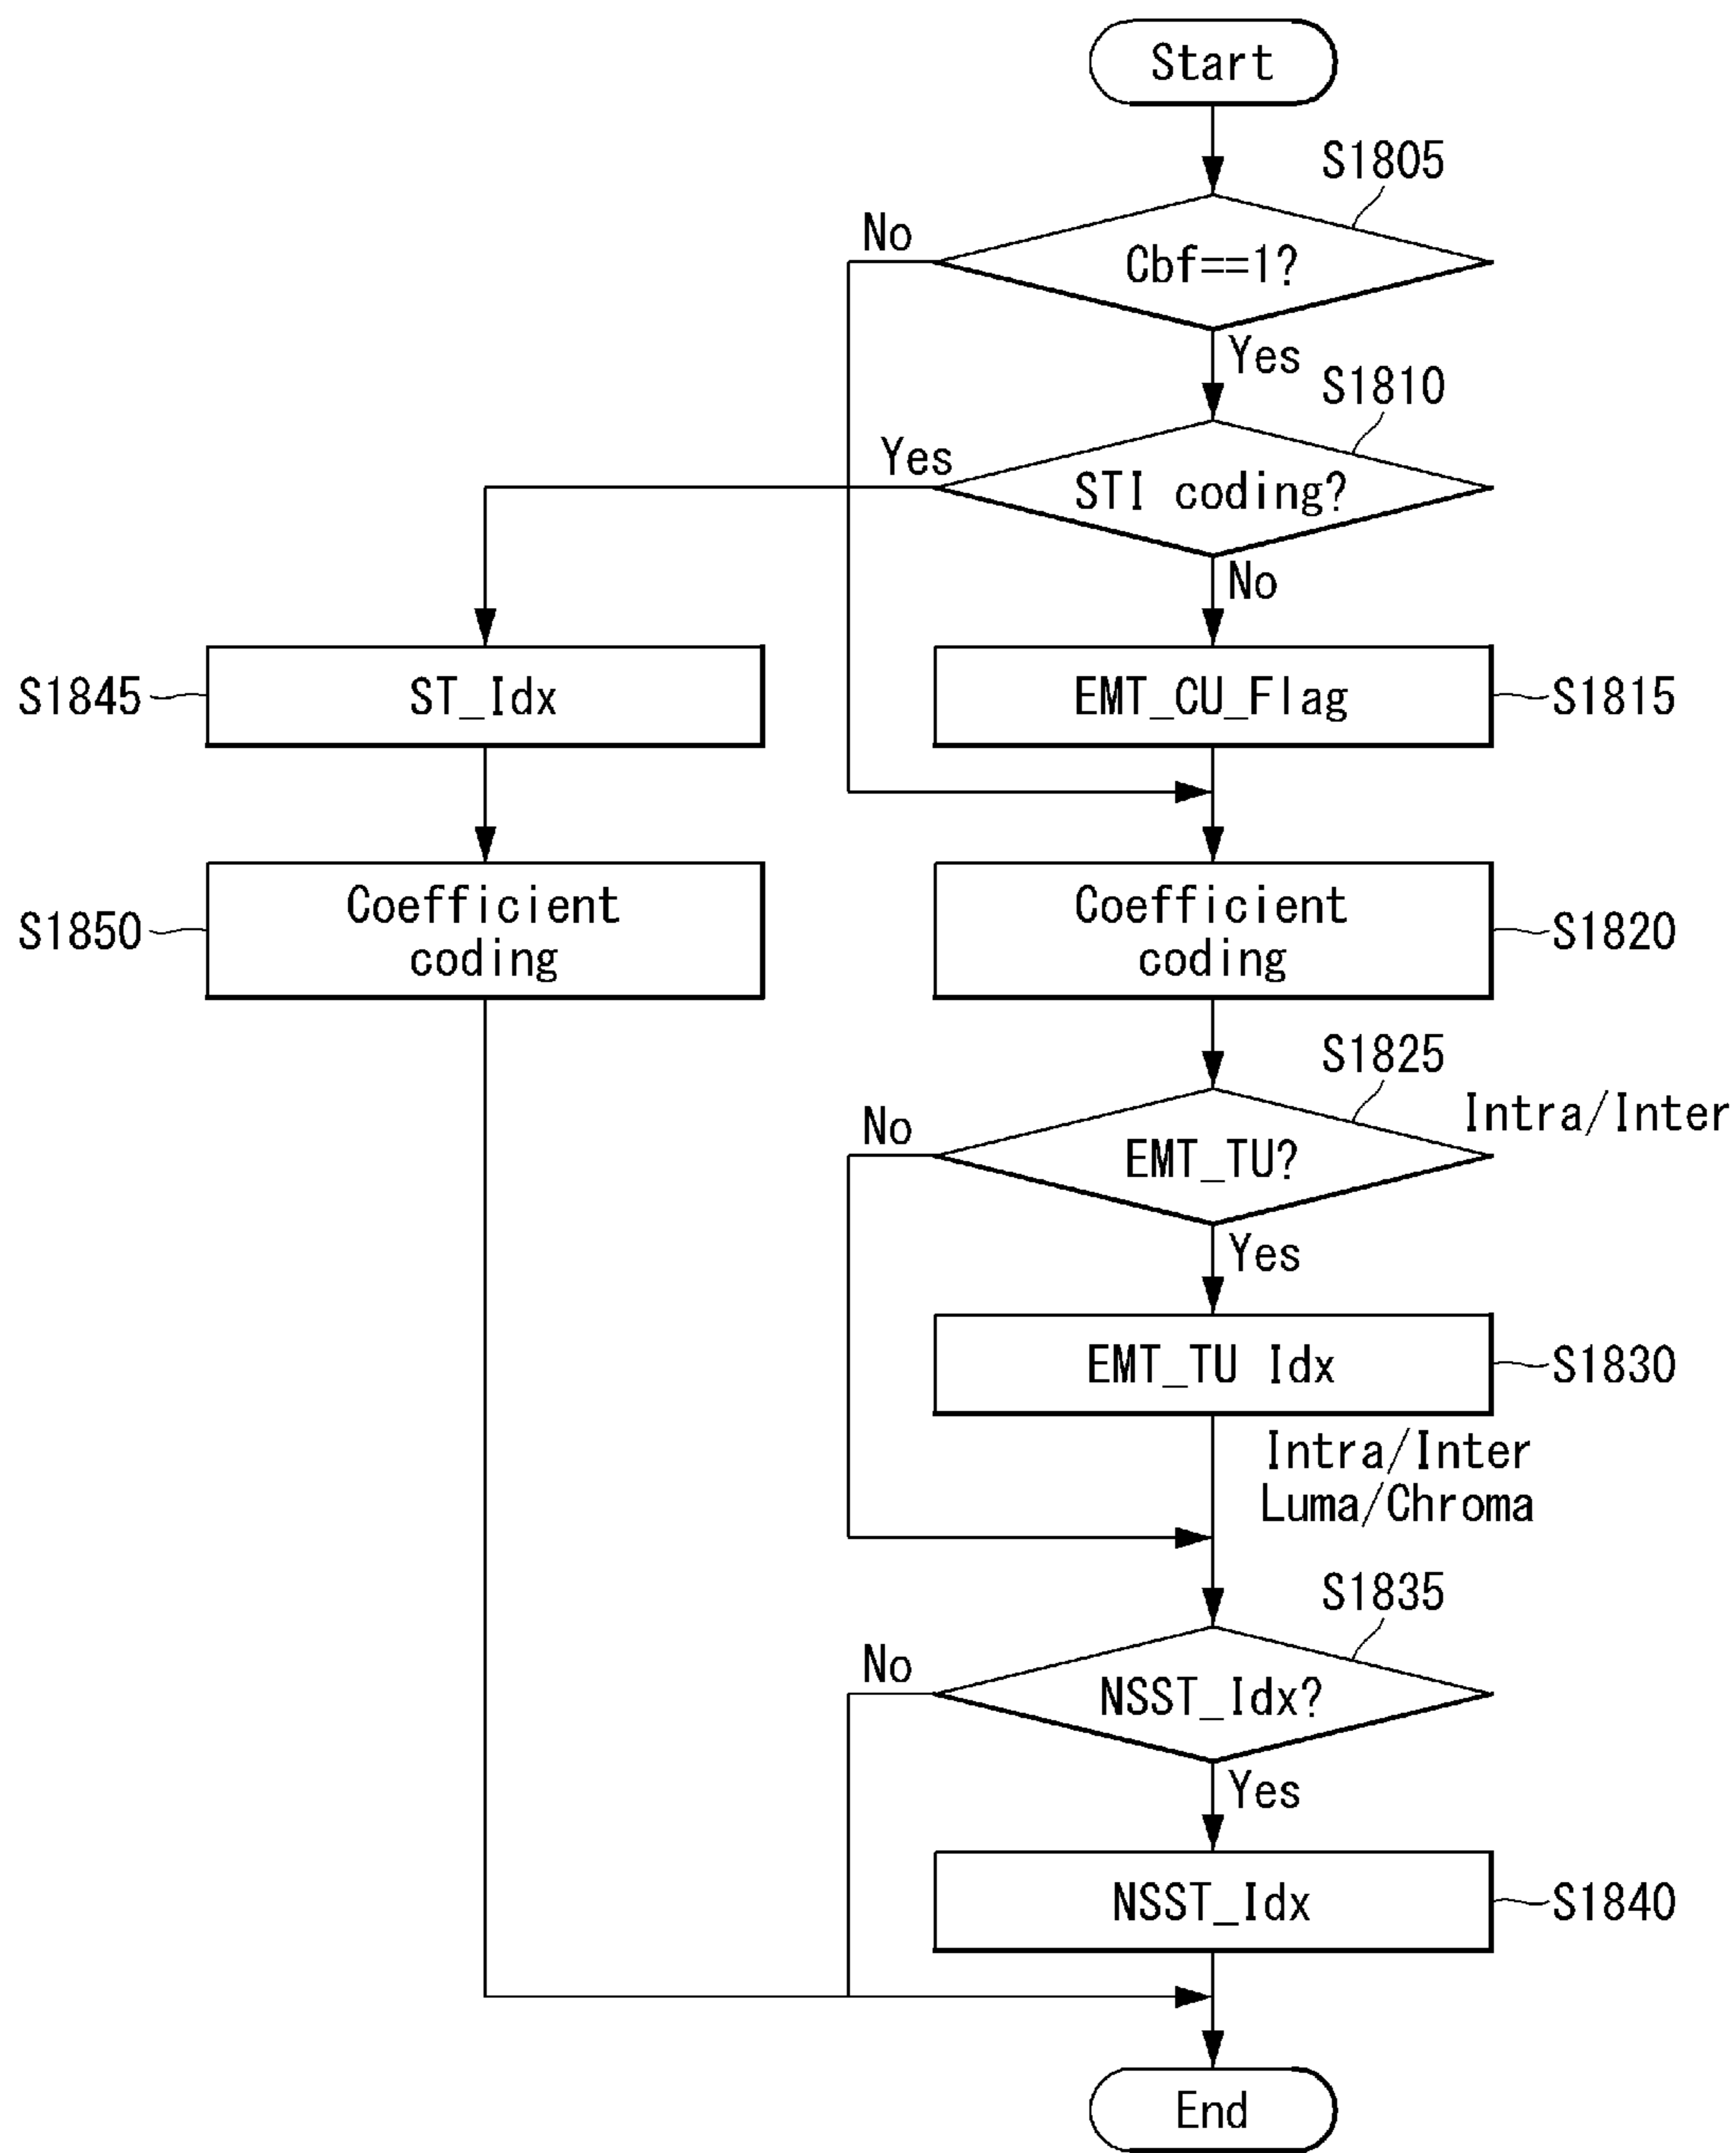 Start
S1805
No
Cbf==1?
Yes
S1810
Yes
STI coding?
No
S1845
ST_Idx
EMT_CU_Flag
S1815
S1850
Coefficient
coding
Coefficient
coding
S1820
S1825
Intra/Inter
No
EMT_TU?
Yes
EMT_TU Idx
S1830
Intra/Inter
Luma/Chroma
S1835
No
NSST_Idx?
Yes
NSST_Idx
S1840
End